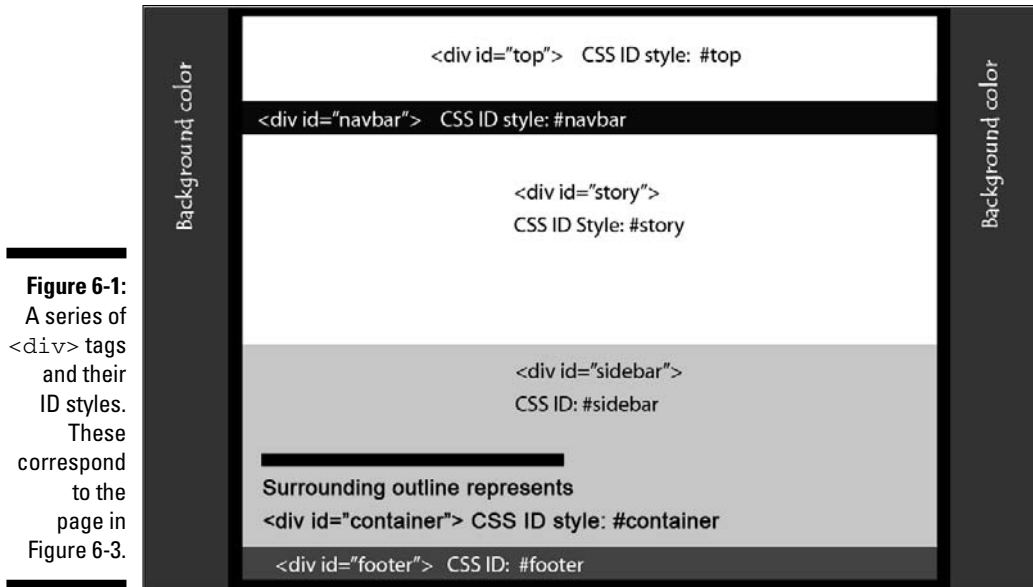 Background color
<div id="top"> CSS ID style: #top
<div id="navbar"> CSS ID style: #navbar
<div id="story">
CSS ID Style: #story
<div id="sidebar">
CSS ID: #sidebar
Surrounding outline represents
<div id="container"> CSS ID style: #container
<div id="footer"> CSS ID: #footer
Background color
Figure 6-1:
A series of
<div> tags
and their
ID styles.
These
correspond
to the
page in
Figure 6-3.